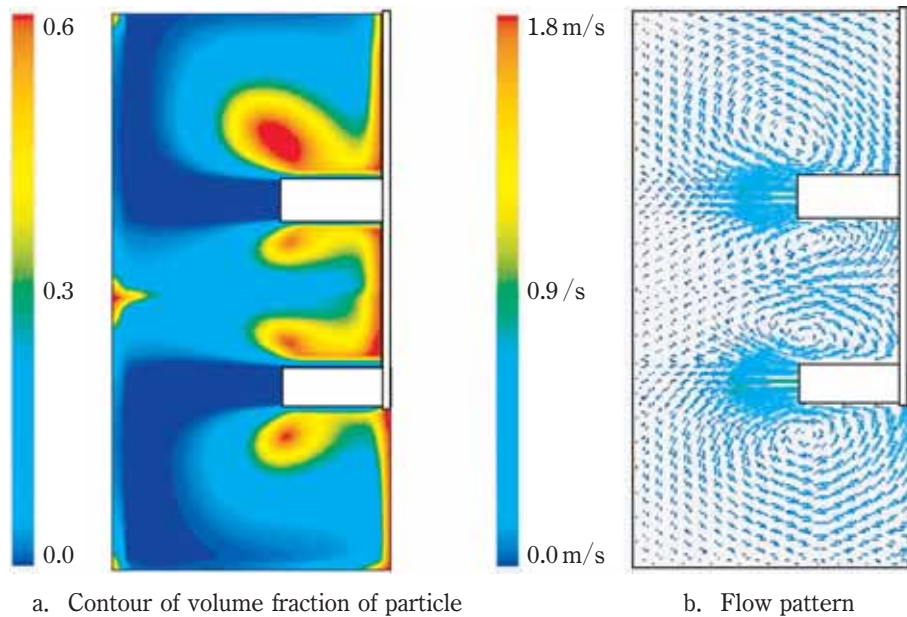 0.6
0.3
0.0
1.8 m/s
0.9 /s
0.0 m/s
a. Contour of volume fraction of particle
b. Flow pattern